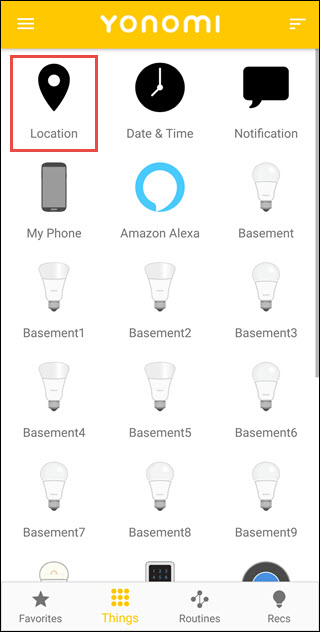 YONOMI
Location Date & Time Notification
My Phone Amazon Alexa Basement
Basement1 Basement2 Basement3
Basement4 Basement5 Basement6
Basement7 Basement8 Basement9
Favorites Things Routines Recs